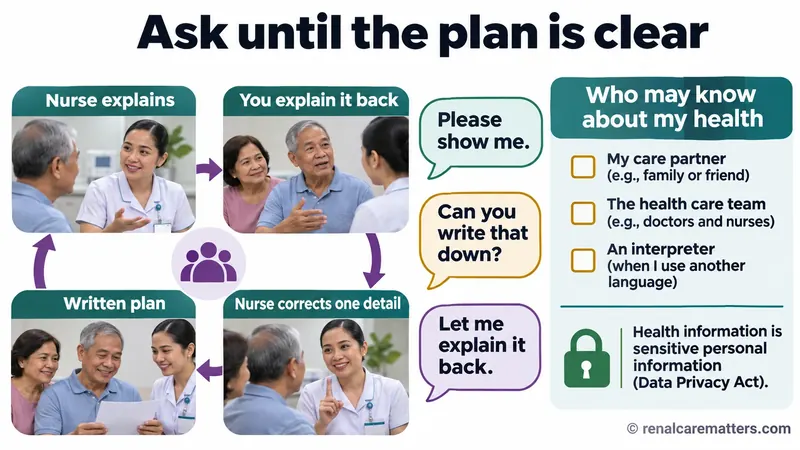 Ask until the plan is clear
Nurse explains
You explain it back
Written plan
Nurse corrects one detail
Please
show me.
Can you
write that
down?
Let me
explain it
back.
Who may know
about my health
My care partner
(e.g., family or friend)
The health care team
(e.g., doctors and nurses)
An interpreter
(when I use another
language)
Health information is
sensitive personal
information
(Data Privacy Act).
© renalcarematters.com